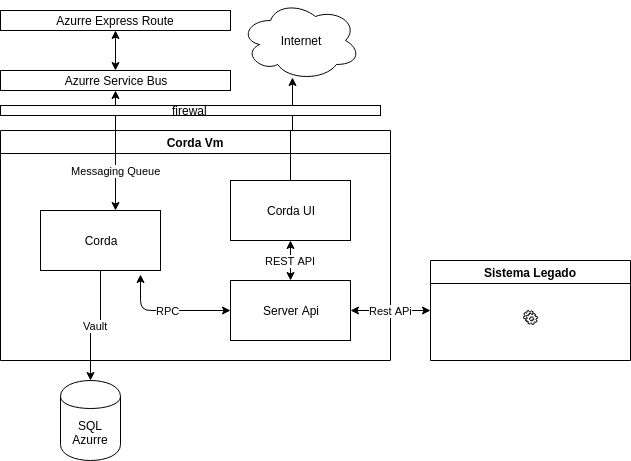 Azurre Express Route
Internet
Azurre Service Bus
firewal
Corda Vm
Messaging Queue
Corda UI
Corda
REST API
Sistema Legado
RPC
Server Api
Rest APi
Vault
SQL
Azurre